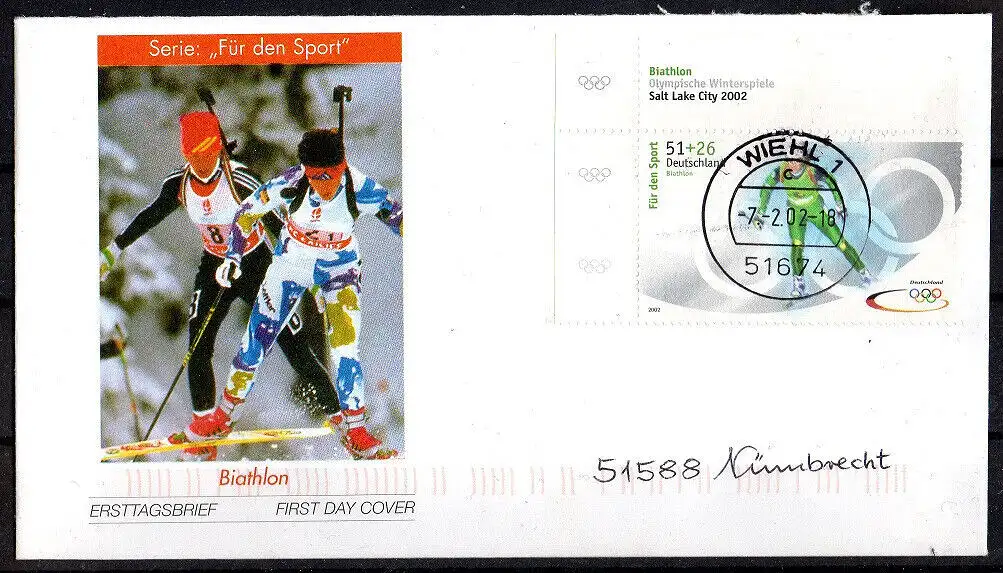 Serie: „Für den Sport“
8
Biathlon
ERSTTAGSBRIEF FIRST DAY COVER
Biathlon
Olympische Winterspiele
Salt Lake City 2002
Für den Sport
51+26
Deutschland
Biathlon
WIEHL 1
c
-7.-2.02-18
51674
Deutschland
2002
51588 Nümbrecht